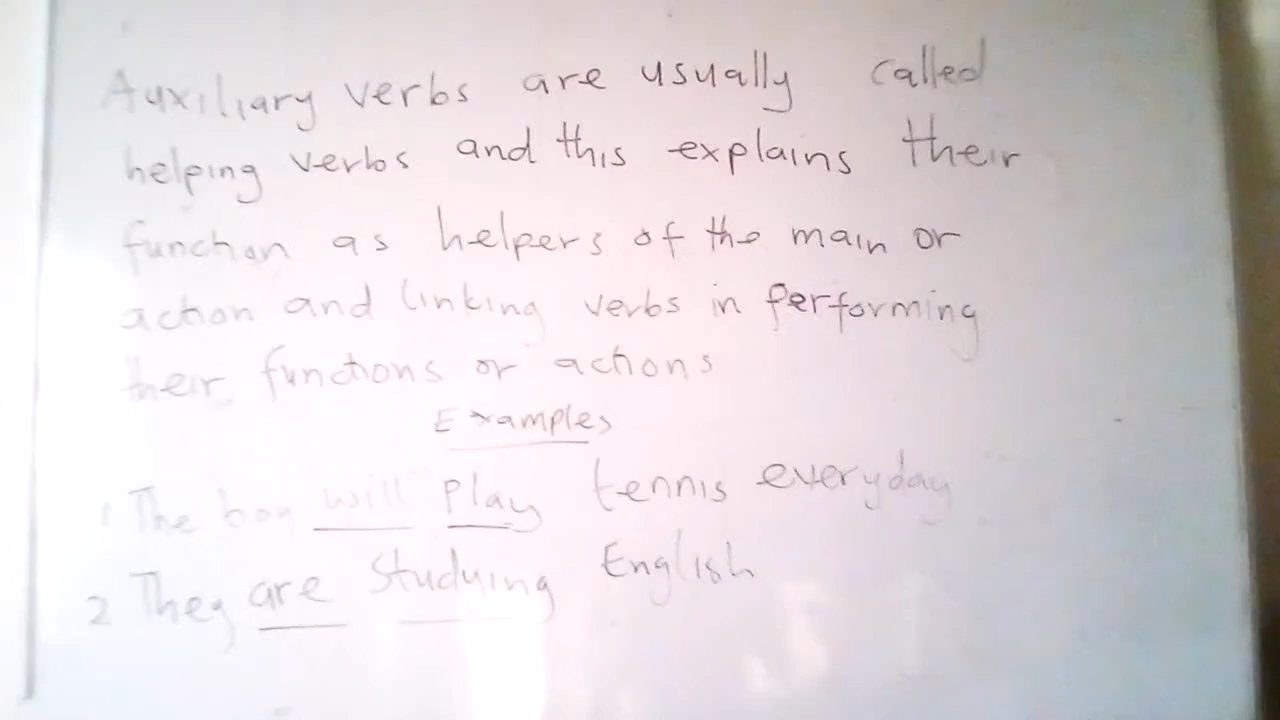 Auxiliary verbs are usually called
helping verbs and this explains their
function as helpers of the main or
action and linking verbs in performing
their functions or actions
Examples
1 The boy will play tennis everyday
2 They are studying English